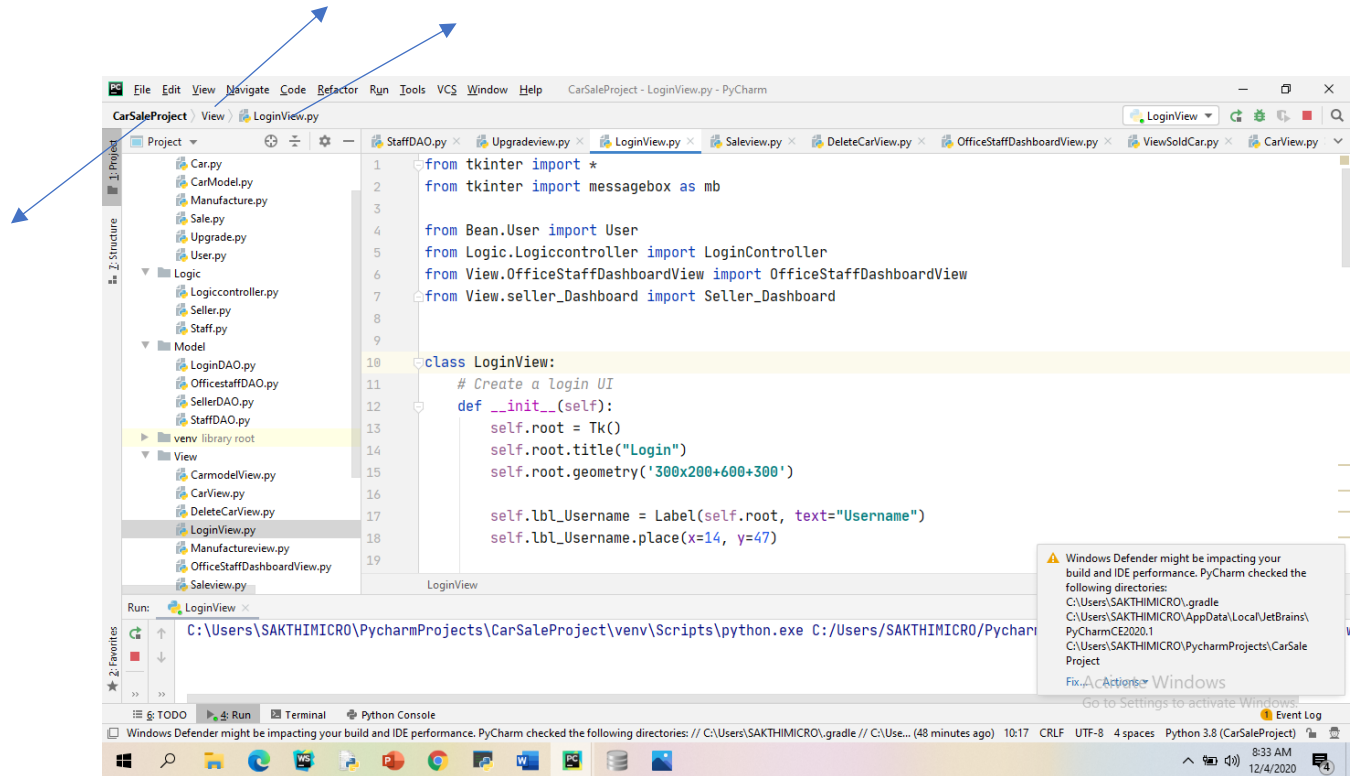 File Edit View Navigate Code Refactor Run Tools VCS Window Help CarSaleProject - LoginView.py - PyCharm
CarSaleProject View LoginView.py LoginView
Project StaffDAO.py Upgradeview.py LoginView.py Saleview.py DeleteCarView.py OfficeStaffDashboardView.py ViewSoldCar.py CarView.py
1: Project
Z: Structure
2: Favorites
Car.py
CarModel.py
Manufacture.py
Sale.py
Upgrade.py
User.py
Logic
Logiccontroller.py
Seller.py
Staff.py
Model
LoginDAO.py
OfficestaffDAO.py
SellerDAO.py
StaffDAO.py
venv library root
View
CarmodelView.py
CarView.py
DeleteCarView.py
LoginView.py
Manufactureview.py
OfficeStaffDashboardView.py
Saleview.py
1 from tkinter import *
2 from tkinter import messagebox as mb
3
4 from Bean.User import User
5 from Logic.Logiccontroller import LoginController
6 from View.OfficeStaffDashboardView import OfficeStaffDashboardView
7 from View.seller_Dashboard import Seller_Dashboard
8
9
10 class LoginView:
11 # Create a login UI
12 def __init__(self):
13 self.root = Tk()
14 self.root.title("Login")
15 self.root.geometry('300x200+600+300')
16
17 self.lbl_Username = Label(self.root, text="Username")
18 self.lbl_Username.place(x=14, y=47)
19
LoginView
Run: LoginView
C:\Users\SAKTHIMICRO\PycharmProjects\CarSaleProject\venv\Scripts\python.exe C:/Users/SAKTHIMICRO/Pychar
Windows Defender might be impacting your
build and IDE performance. PyCharm checked the
following directories:
C:\Users\SAKTHIMICRO\.gradle
C:\Users\SAKTHIMICRO\AppData\Local\JetBrains\
PyCharmCE2020.1
C:\Users\SAKTHIMICRO\PycharmProjects\CarSale
Project
Fix... Actions
Activate Windows
Go to Settings to activate Windows.
6: TODO 4: Run Terminal Python Console 1 Event Log
Windows Defender might be impacting your build and IDE performance. PyCharm checked the following directories: // C:\Users\SAKTHIMICRO\.gradle // C:\Use... (48 minutes ago) 10:17 CRLF UTF-8 4 spaces Python 3.8 (CarSaleProject)
8:33 AM
12/4/2020
4